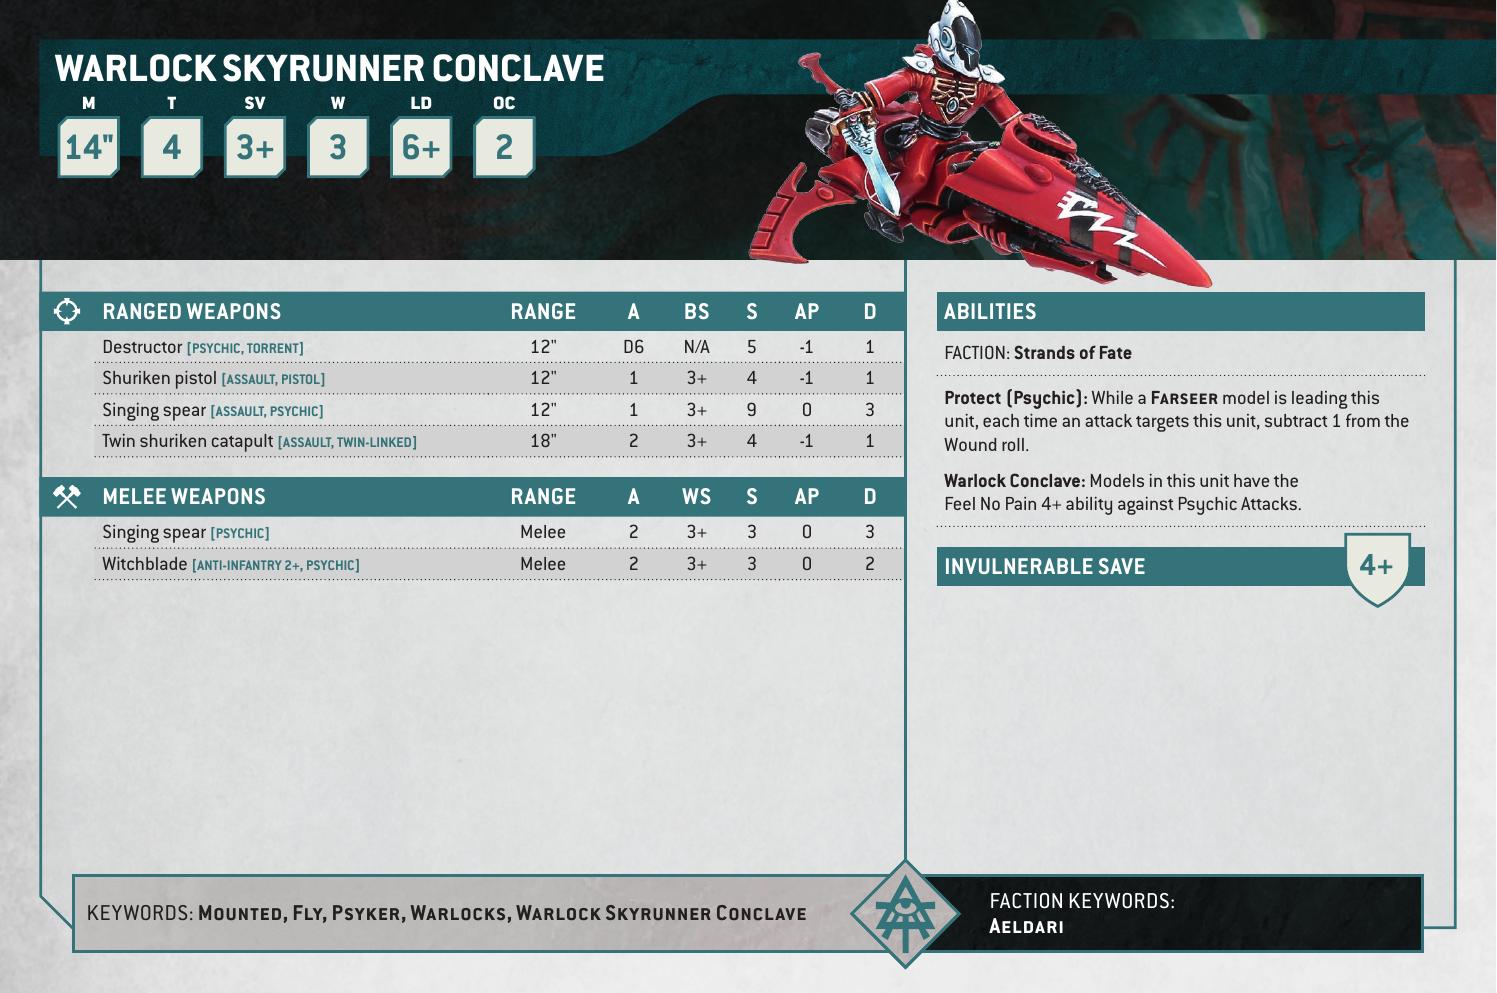 WARLOCK SKYRUNNER CONCLAVE
M T SV W LD OC
14" 4 3+ 3 6+ 2
RANGED WEAPONS RANGE A BS S AP D
Destructor [PSYCHIC, TORRENT] 12" D6 N/A 5 -1 1
Shuriken pistol [ASSAULT, PISTOL] 12" 1 3+ 4 -1 1
Singing spear [ASSAULT, PSYCHIC] 12" 1 3+ 9 0 3
Twin shuriken catapult [ASSAULT, TWIN-LINKED] 18" 2 3+ 4 -1 1
MELEE WEAPONS RANGE A WS S AP D
Singing spear [PSYCHIC] Melee 2 3+ 3 0 3
Witchblade [ANTI-INFANTRY 2+, PSYCHIC] Melee 2 3+ 3 0 2
ABILITIES
FACTION: Strands of Fate
Protect (Psychic): While a FARSEER model is leading this
unit, each time an attack targets this unit, subtract 1 from the
Wound roll.
Warlock Conclave: Models in this unit have the
Feel No Pain 4+ ability against Psychic Attacks.
INVULNERABLE SAVE 4+
KEYWORDS: MOUNTED, FLY, PSYKER, WARLOCKS, WARLOCK SKYRUNNER CONCLAVE
FACTION KEYWORDS:
AELDARI